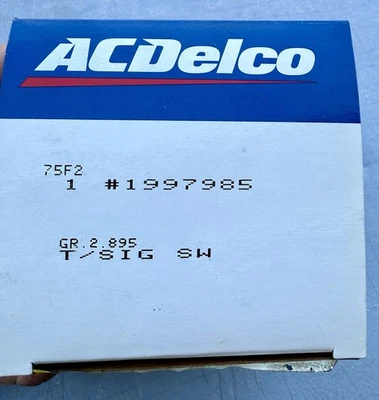 ACDelco
75F2
1 #1997985
GR.2.895
T/SIG SW